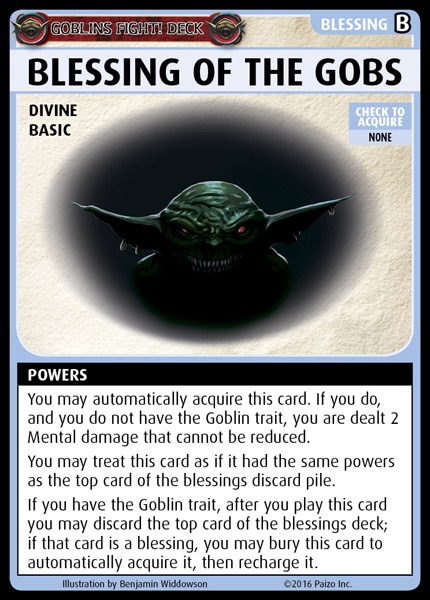 GOBLINS FIGHT! DECK
BLESSING B
BLESSING OF THE GOBS
DIVINE
BASIC
CHECK TO
ACQUIRE
NONE
POWERS
You may automatically acquire this card. If you do,
and you do not have the Goblin trait, you are dealt 2
Mental damage that cannot be reduced.
You may treat this card as if it had the same powers
as the top card of the blessings discard pile.
If you have the Goblin trait, after you play this card
you may discard the top card of the blessings deck;
if that card is a blessing, you may bury this card to
automatically acquire it, then recharge it.
Illustration by Benjamin Widdowson
©2016 Paizo Inc.